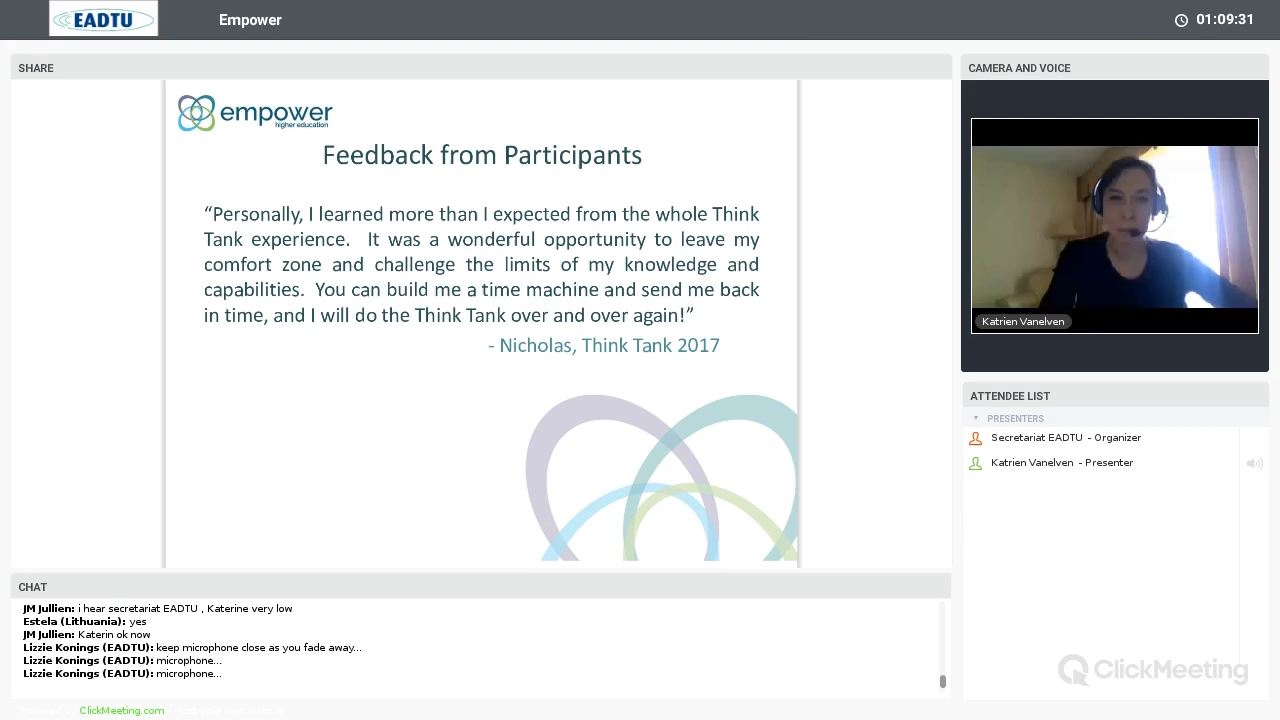 EADTU
Empower
01:09:31
SHARE
CAMERA AND VOICE
empower
higher education
Feedback from Participants
“Personally, I learned more than I expected from the whole Think
Tank experience. It was a wonderful opportunity to leave my
comfort zone and challenge the limits of my knowledge and
capabilities. You can build me a time machine and send me back
in time, and I will do the Think Tank over and over again!”
- Nicholas, Think Tank 2017
Katrien Vanelven
ATTENDEE LIST
PRESENTERS
Secretariat EADTU - Organizer
Katrien Vanelven - Presenter
CHAT
JM Jullien: i hear secretariat EADTU , Katerine very low
Estela (Lithuania): yes
JM Jullien: Katerin ok now
Lizzie Konings (EADTU): keep microphone close as you fade away...
Lizzie Konings (EADTU): microphone...
Lizzie Konings (EADTU): microphone...
ClickMeeting
ClickMeeting.com